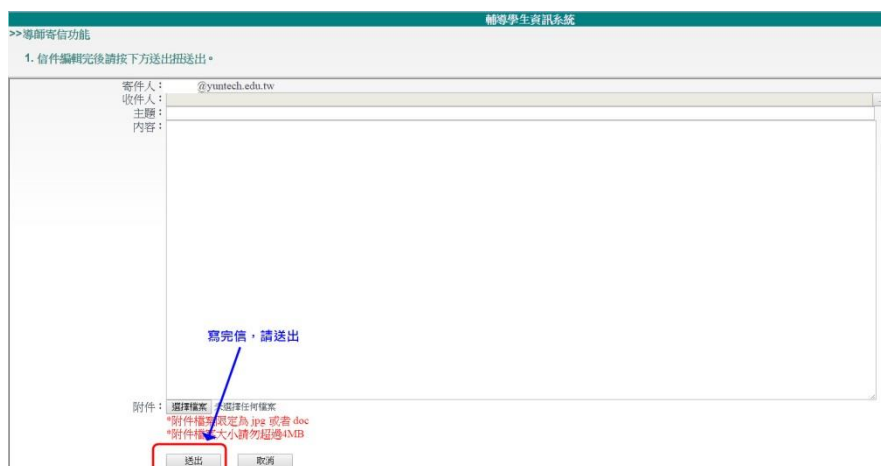 輔導學生資訊系統
>>導師寄信功能
1. 信件編輯完後請按下方送出扭送出。
寄件人： @yuntech.edu.tw
收件人：
主題：
內容：
寫完信，請送出
附件： 選擇檔案 未選擇任何檔案
*附件檔案限定為 jpg 或者 doc
*附件檔案大小請勿超過4MB
送出 取消